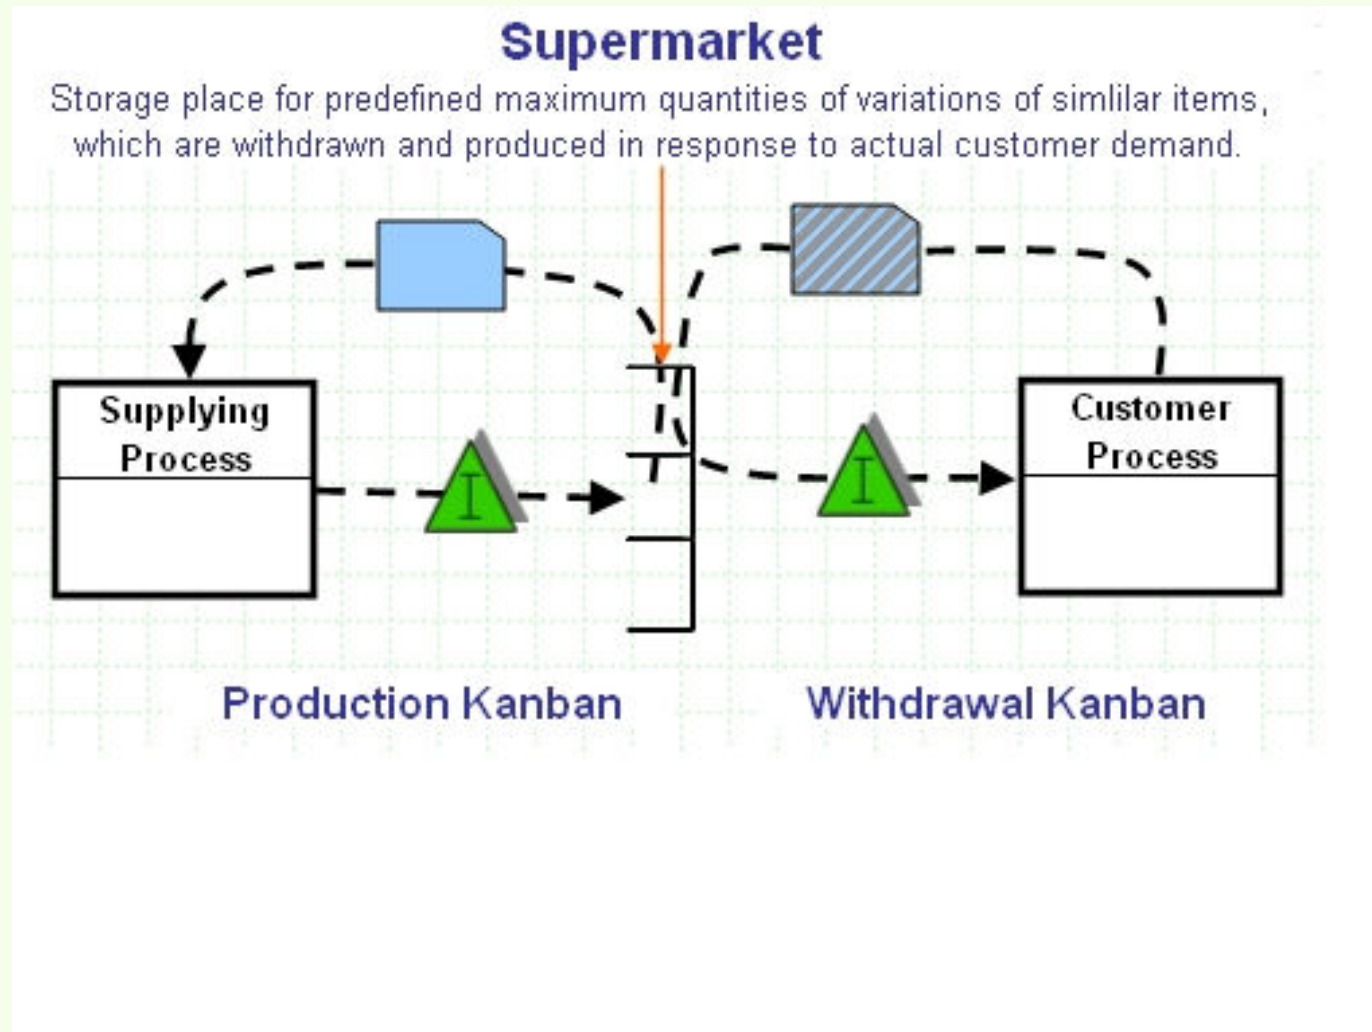 Supermarket
Storage place for predefined maximum quantities of variations of simlilar items,
which are withdrawn and produced in response to actual customer demand.
Supplying
Process
I
I
Customer
Process
Production Kanban
Withdrawal Kanban